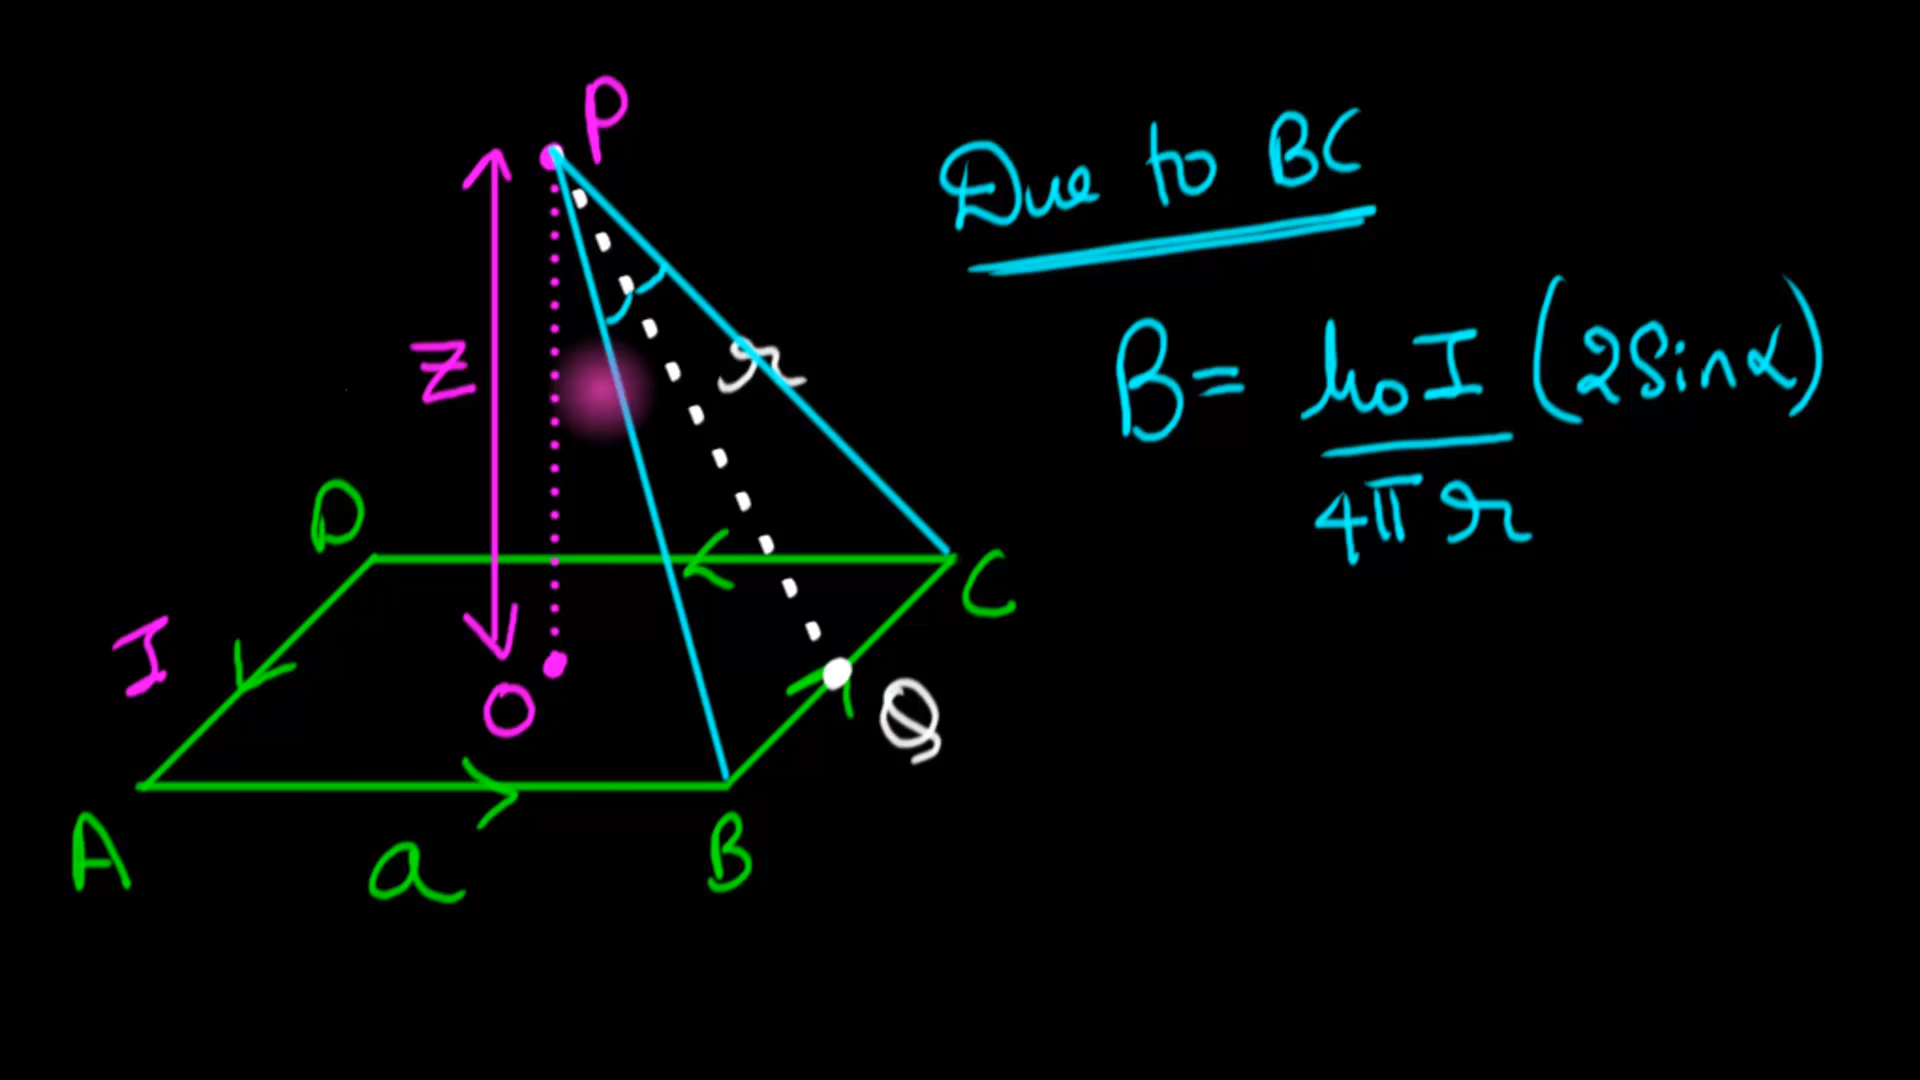 P
Due to BC
B = μ₀I/4πr (2Sinα)
Z
r
D
C
I
O
Q
A
a
B